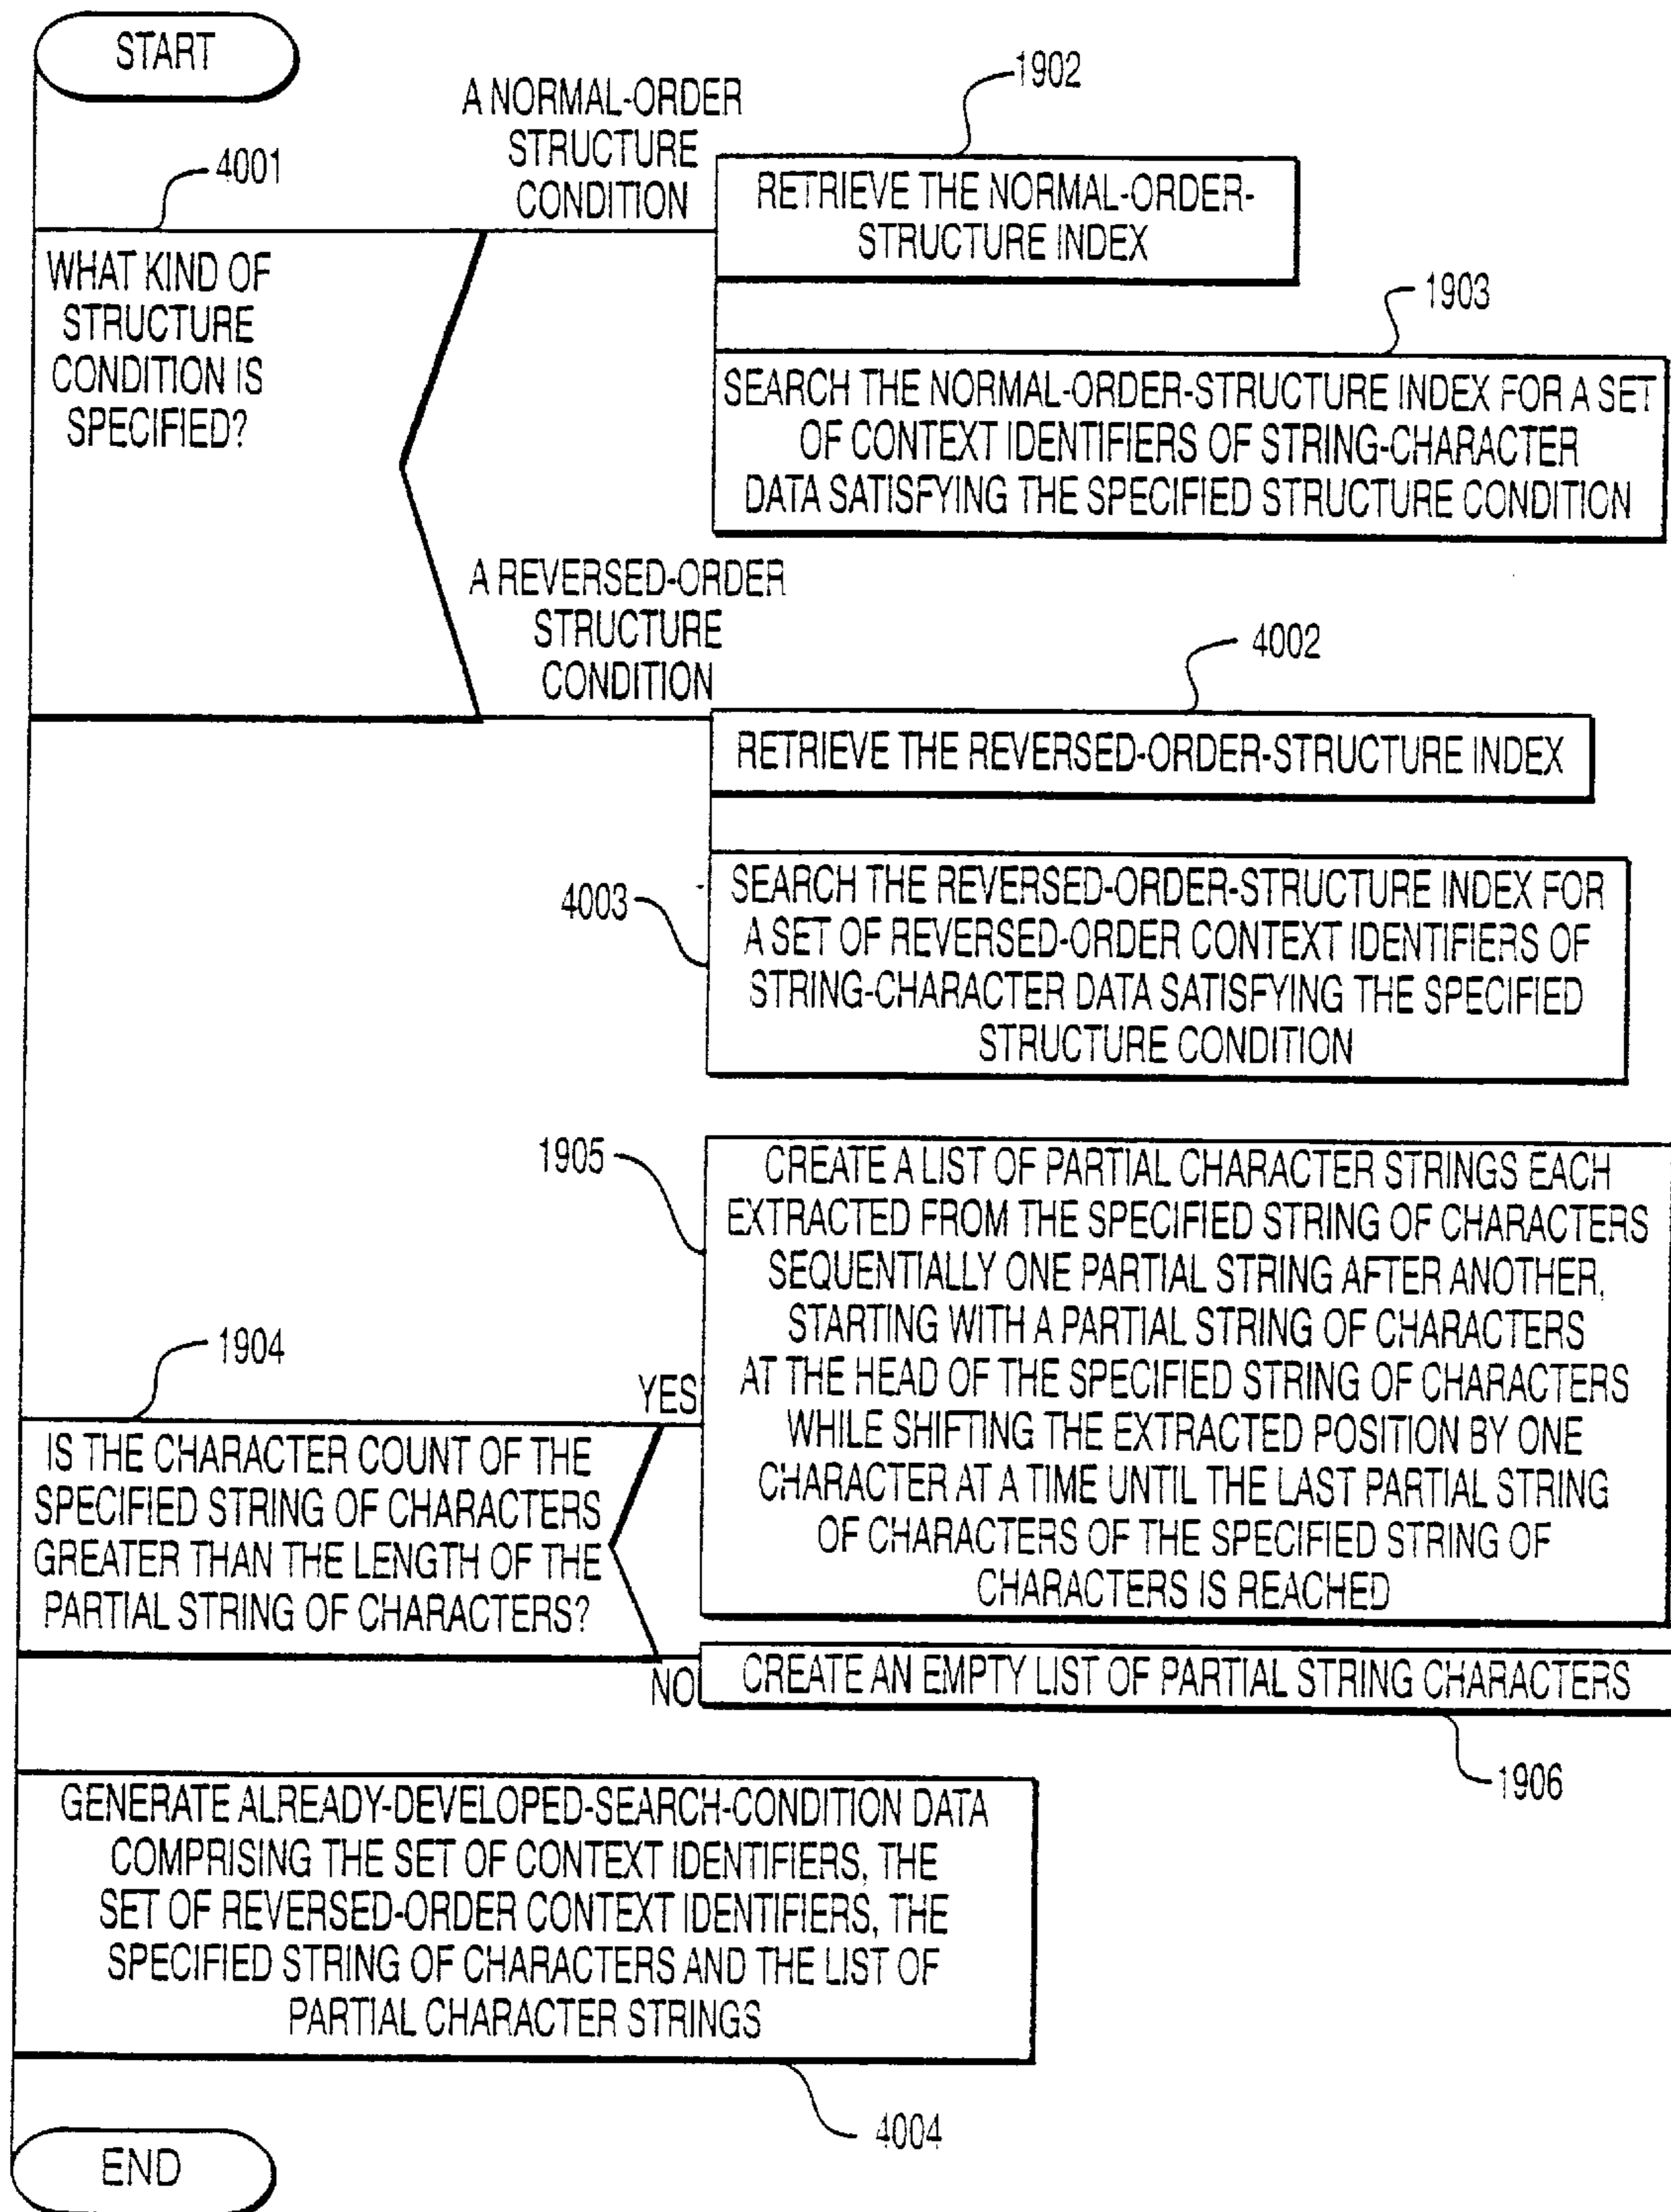 START
A NORMAL-ORDER
STRUCTURE
CONDITION
1902
RETRIEVE THE NORMAL-ORDER-
STRUCTURE INDEX
4001
WHAT KIND OF
STRUCTURE
CONDITION IS
SPECIFIED?
1903
SEARCH THE NORMAL-ORDER-STRUCTURE INDEX FOR A SET
OF CONTEXT IDENTIFIERS OF STRING-CHARACTER
DATA SATISFYING THE SPECIFIED STRUCTURE CONDITION
A REVERSED-ORDER
STRUCTURE
CONDITION
4002
RETRIEVE THE REVERSED-ORDER-STRUCTURE INDEX
4003
SEARCH THE REVERSED-ORDER-STRUCTURE INDEX FOR
A SET OF REVERSED-ORDER CONTEXT IDENTIFIERS OF
STRING-CHARACTER DATA SATISFYING THE SPECIFIED
STRUCTURE CONDITION
1905
CREATE A LIST OF PARTIAL CHARACTER STRINGS EACH
EXTRACTED FROM THE SPECIFIED STRING OF CHARACTERS
SEQUENTIALLY ONE PARTIAL STRING AFTER ANOTHER,
STARTING WITH A PARTIAL STRING OF CHARACTERS
AT THE HEAD OF THE SPECIFIED STRING OF CHARACTERS
WHILE SHIFTING THE EXTRACTED POSITION BY ONE
CHARACTER AT A TIME UNTIL THE LAST PARTIAL STRING
OF CHARACTERS OF THE SPECIFIED STRING OF
CHARACTERS IS REACHED
1904
YES
IS THE CHARACTER COUNT OF THE
SPECIFIED STRING OF CHARACTERS
GREATER THAN THE LENGTH OF THE
PARTIAL STRING OF CHARACTERS?
NO
CREATE AN EMPTY LIST OF PARTIAL STRING CHARACTERS
1906
GENERATE ALREADY-DEVELOPED-SEARCH-CONDITION DATA
COMPRISING THE SET OF CONTEXT IDENTIFIERS, THE
SET OF REVERSED-ORDER CONTEXT IDENTIFIERS, THE
SPECIFIED STRING OF CHARACTERS AND THE LIST OF
PARTIAL CHARACTER STRINGS
4004
END